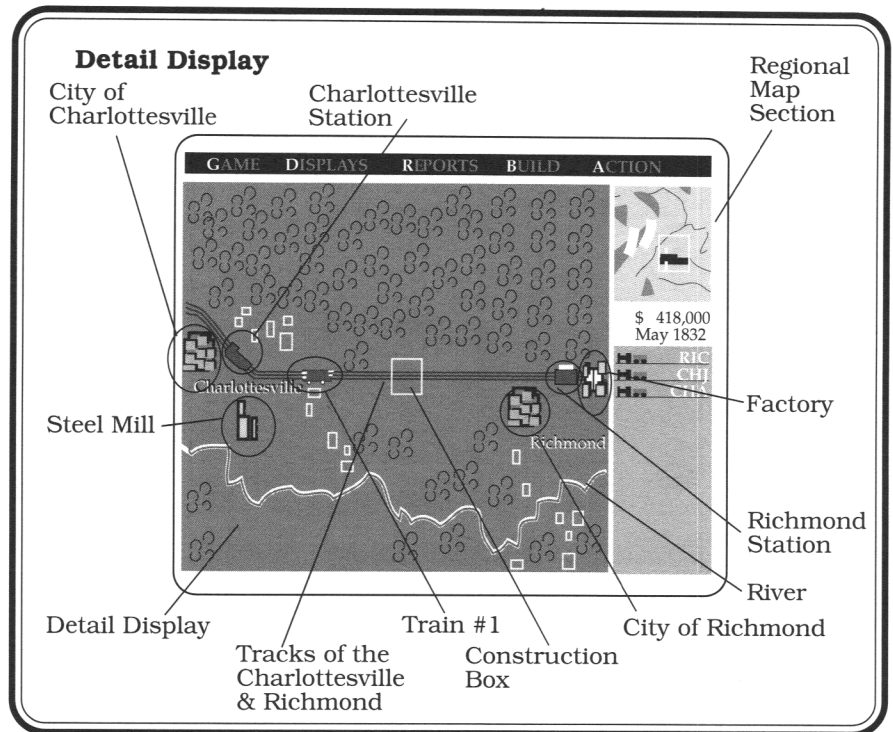 Detail Display
City of
Charlottesville
Charlottesville
Station
Regional
Map
Section
GAME DISPLAYS REPORTS BUILD ACTION
$ 418,000
May 1832
RIC
CHJ
CHA
Charlottesville
Richmond
Steel Mill
Factory
Richmond
Station
River
Detail Display
Tracks of the
Charlottesville
& Richmond
Train #1
Construction
Box
City of Richmond